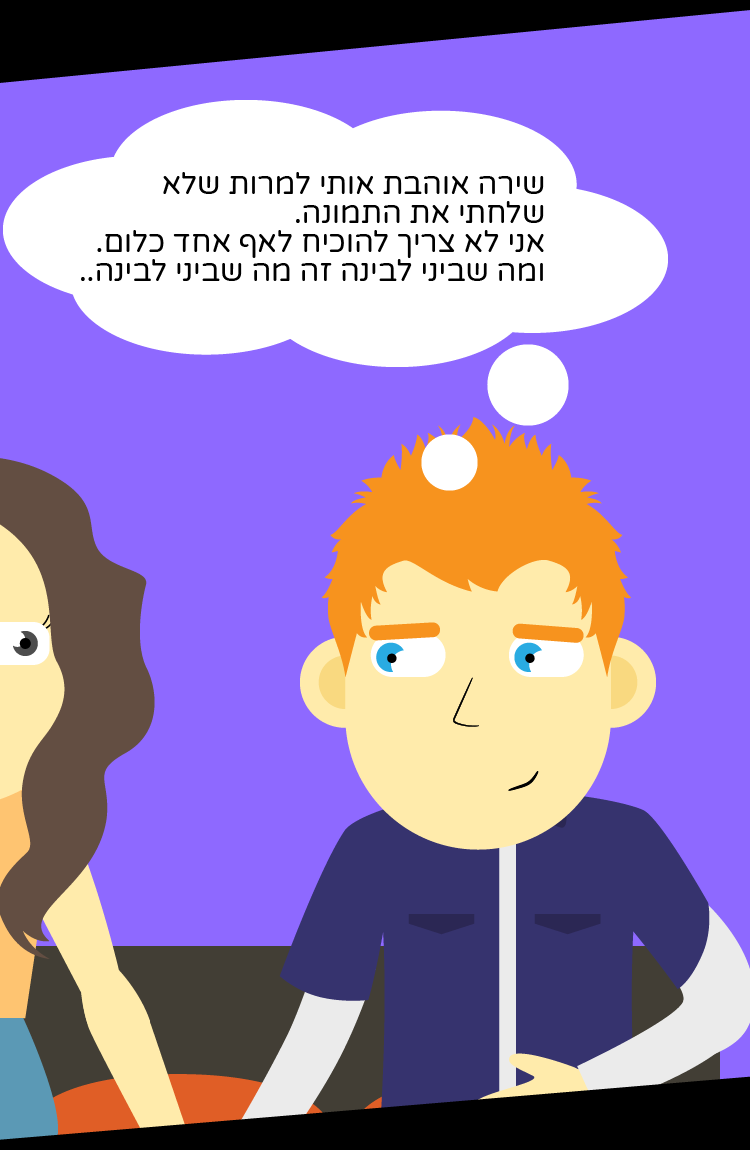 שירה אוהבת אותי למרות שלא
שלחתי את התמונה.
אני לא צריך להוכיח לאף אחד כלום.
ומה שביני לבינה זה מה שביני לבינה..